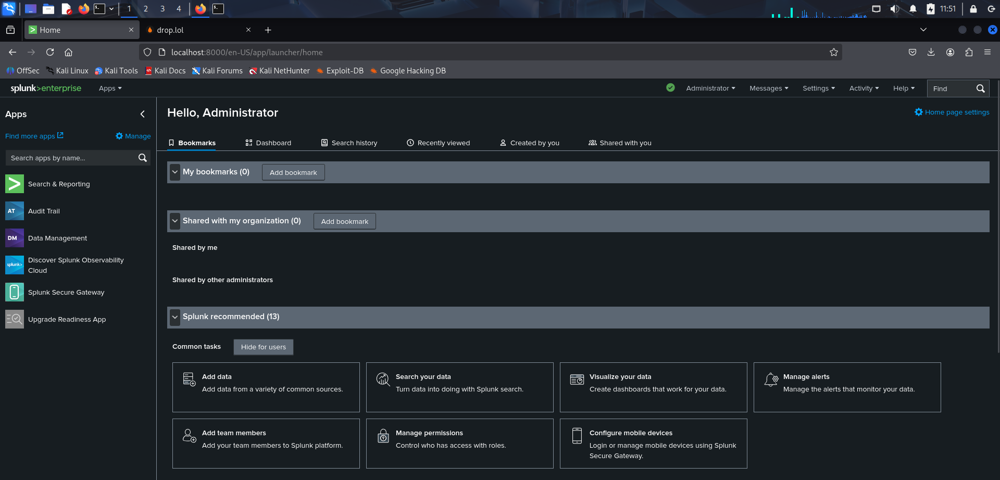 1 2 3 4 11:51
Home drop.lol
localhost:8000/en-US/app/launcher/home
OffSec Kali Linux Kali Tools Kali Docs Kali Forums Kali NetHunter Exploit-DB Google Hacking DB
splunk>enterprise Apps Administrator Messages Settings Activity Help Find
Apps
Find more apps Manage
Search apps by name...
Search & Reporting
AT Audit Trail
DM Data Management
splunk> Discover Splunk Observability
Cloud
Splunk Secure Gateway
Upgrade Readiness App
Hello, Administrator
Home page settings
Bookmarks Dashboard Search history Recently viewed Created by you Shared with you
My bookmarks (0) Add bookmark
Shared with my organization (0) Add bookmark
Shared by me
Shared by other administrators
Splunk recommended (13)
Common tasks Hide for users
Add data
Add data from a variety of common sources.
Search your data
Turn data into doing with Splunk search.
Visualize your data
Create dashboards that work for your data.
Manage alerts
Manage the alerts that monitor your data.
Add team members
Add your team members to Splunk platform.
Manage permissions
Control who has access with roles.
Configure mobile devices
Login or manage mobile devices using Splunk
Secure Gateway.